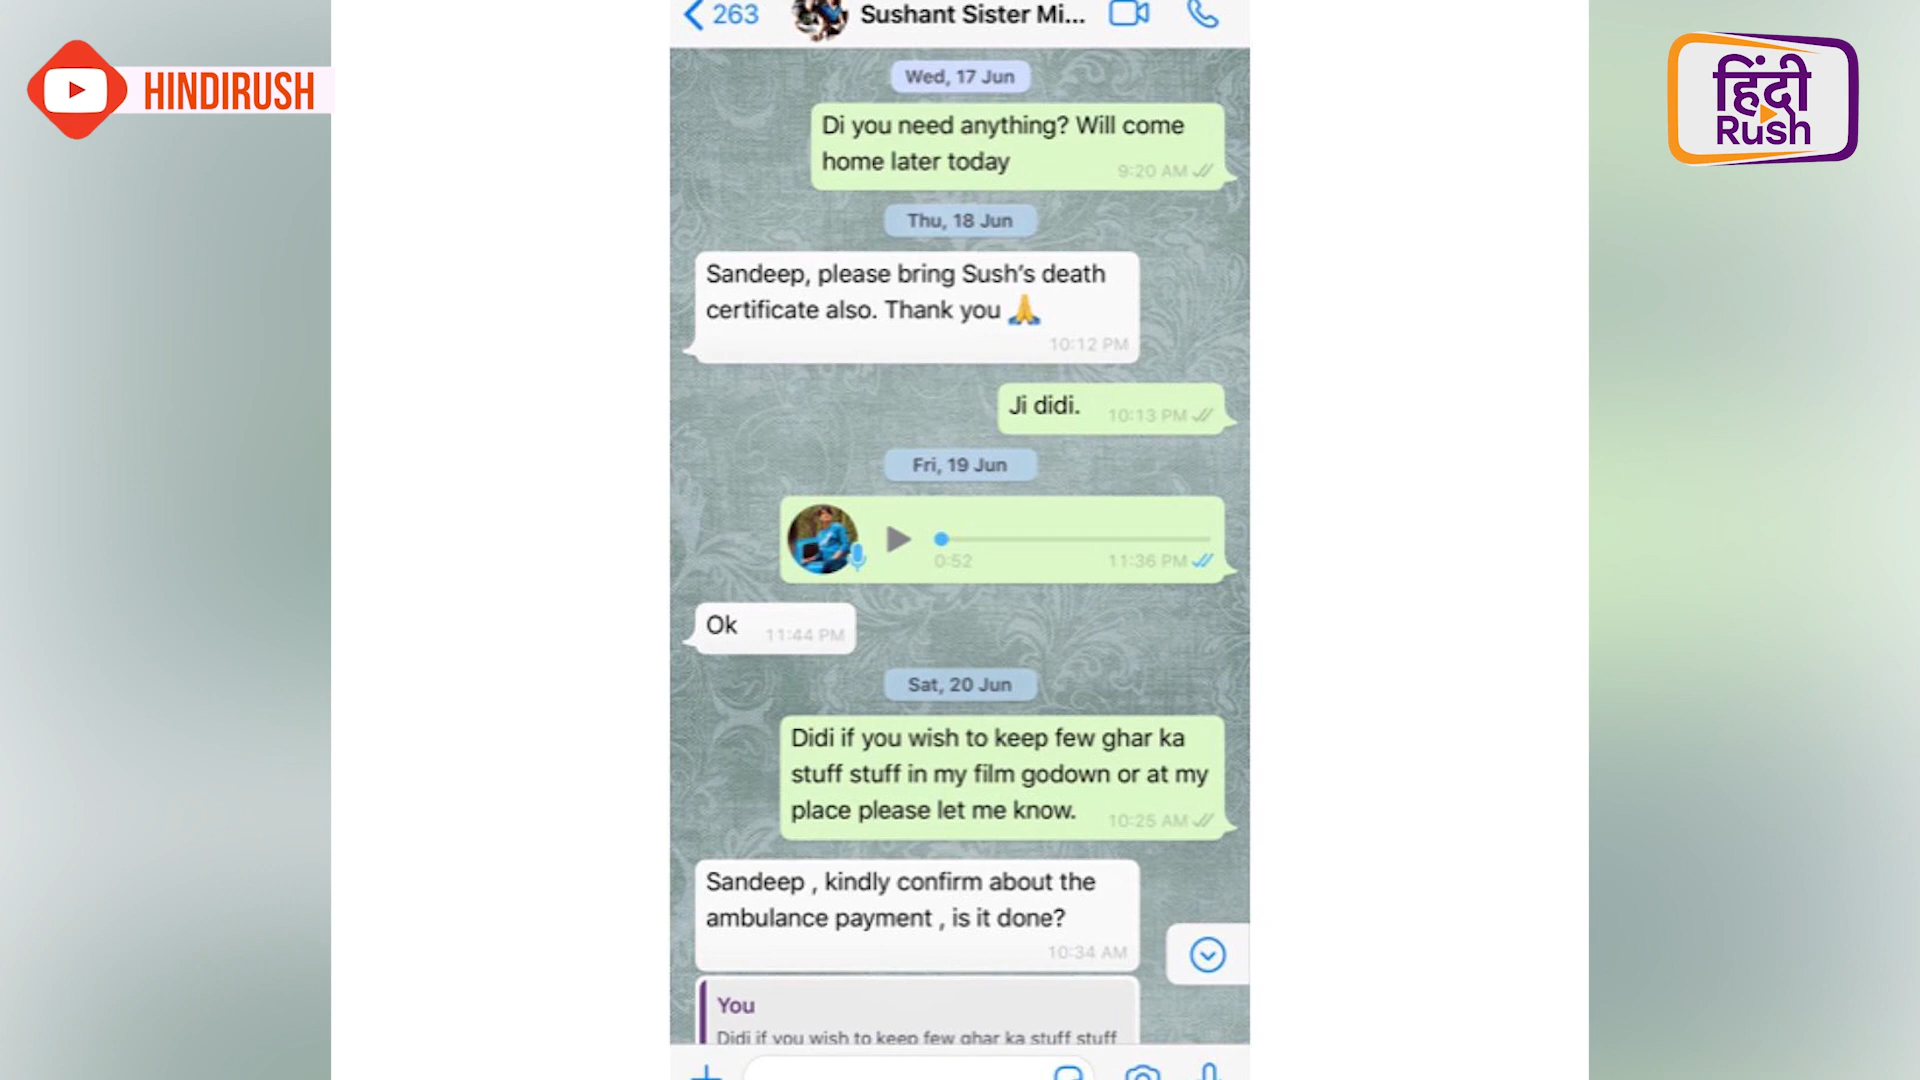 HINDIRUSH
हिंदी
Rush
263
Sushant Sister Mi...
Wed, 17 Jun
Di you need anything? Will come
home later today
9:20 AM
Thu, 18 Jun
Sandeep, please bring Sush's death
certificate also. Thank you 🙏
10:12 PM
Ji didi.
10:13 PM
Fri, 19 Jun
0:52
11:36 PM
Ok
11:44 PM
Sat, 20 Jun
Didi if you wish to keep few ghar ka
stuff stuff in my film godown or at my
place please let me know.
10:25 AM
Sandeep , kindly confirm about the
ambulance payment , is it done?
10:34 AM
You
Didi if you wish to keep few ghar ka stuff stuff